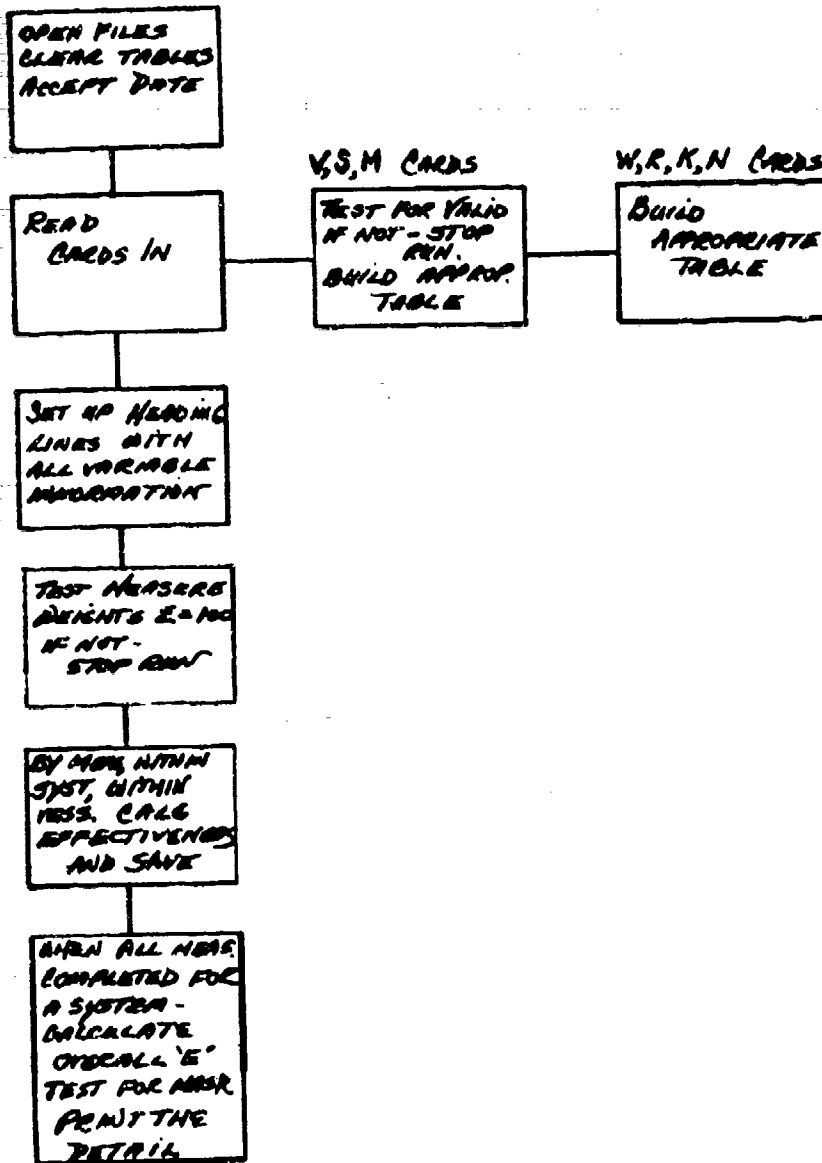 OPEN FILES
CLEAR TABLES
ACCEPT DATE
READ
CARDS IN
V,S,M CARDS
TEST FOR VALID
IF NOT - STOP
RUN.
BUILD APPROP.
TABLE
W,R,K,N CARDS
BUILD
APPROPRIATE
TABLE
SET UP HEADING
LINES WITH
ALL VARIABLE
INFORMATION
TEST MEASURE
WEIGHTS Σ=100
IF NOT -
STOP RUN
BY MEAS, WITHIN
SYST, WITHIN
CALC
EFFECTIVENESS
AND SAVE
WHEN ALL MEAS.
COMPLETED FOR
A SYSTEM -
CALCULATE
OVERALL 'E'
TEST FOR
PRINT THE
DETAIL